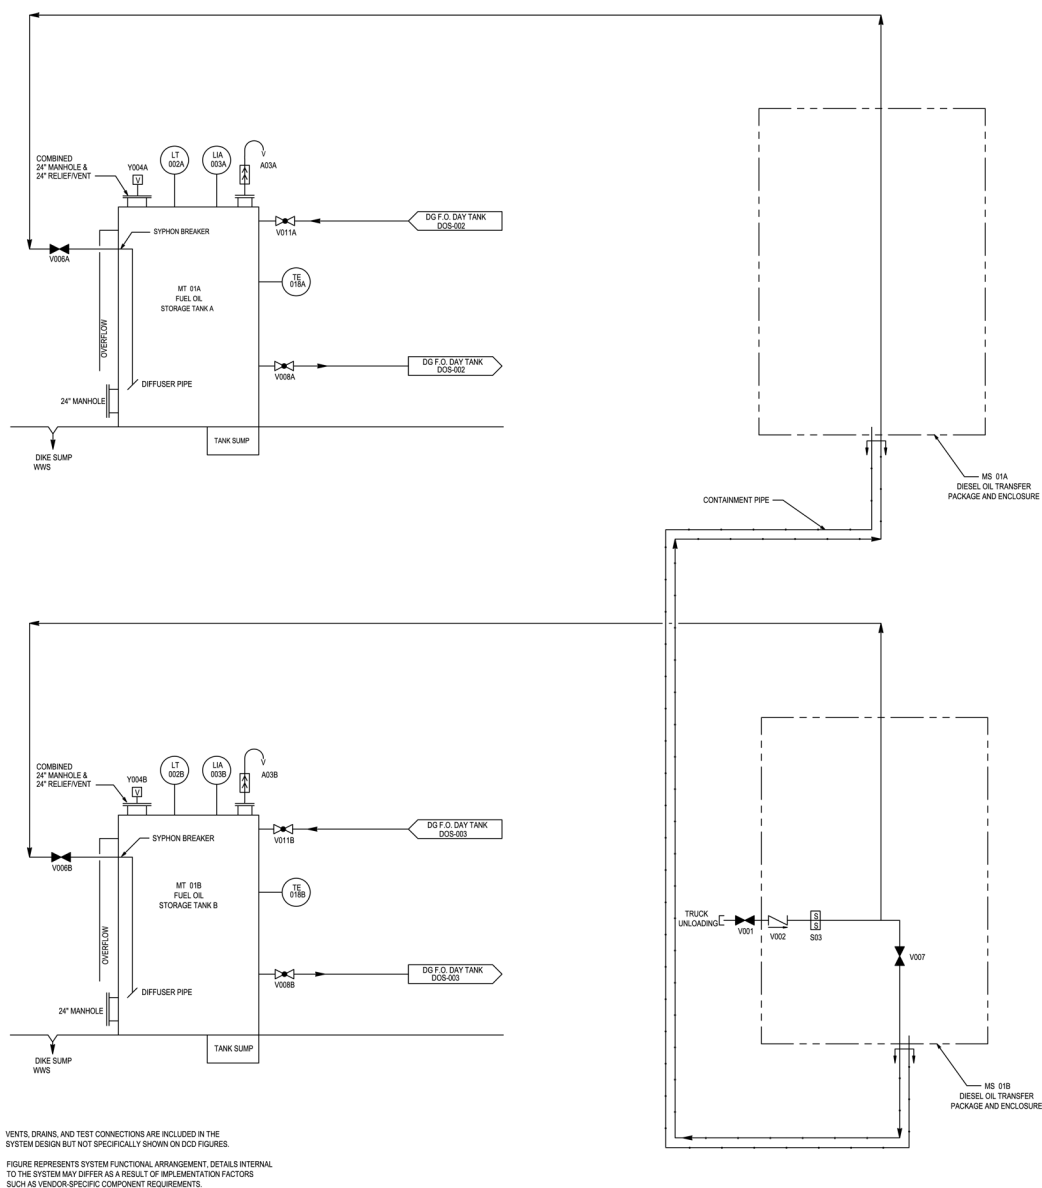 COMBINED
24" MANHOLE &
24" RELIEF/VENT
Y004A
V
LT
002A
LIA
003A
V
A03A
SYPHON BREAKER
V006A
MT 01A
FUEL OIL
STORAGE TANK A
OVERFLOW
DIFFUSER PIPE
24" MANHOLE
TANK SUMP
DIKE SUMP
WWS
V011A
DG F.O. DAY TANK
DOS-002
TE
018A
V008A
DG F.O. DAY TANK
DOS-002
MS 01A
DIESEL OIL TRANSFER
PACKAGE AND ENCLOSURE
CONTAINMENT PIPE
COMBINED
24" MANHOLE &
24" RELIEF/VENT
Y004B
V
LT
002B
LIA
003B
V
A03B
SYPHON BREAKER
V006B
MT 01B
FUEL OIL
STORAGE TANK B
OVERFLOW
DIFFUSER PIPE
24" MANHOLE
TANK SUMP
DIKE SUMP
WWS
V011B
DG F.O. DAY TANK
DOS-003
TE
018B
V008B
DG F.O. DAY TANK
DOS-003
TRUCK
UNLOADING
V001
V002
S
S
S03
V007
MS 01B
DIESEL OIL TRANSFER
PACKAGE AND ENCLOSURE
VENTS, DRAINS, AND TEST CONNECTIONS ARE INCLUDED IN THE
SYSTEM DESIGN BUT NOT SPECIFICALLY SHOWN ON DCD FIGURES.
FIGURE REPRESENTS SYSTEM FUNCTIONAL ARRANGEMENT, DETAILS INTERNAL
TO THE SYSTEM MAY DIFFER AS A RESULT OF IMPLEMENTATION FACTORS
SUCH AS VENDOR-SPECIFIC COMPONENT REQUIREMENTS.